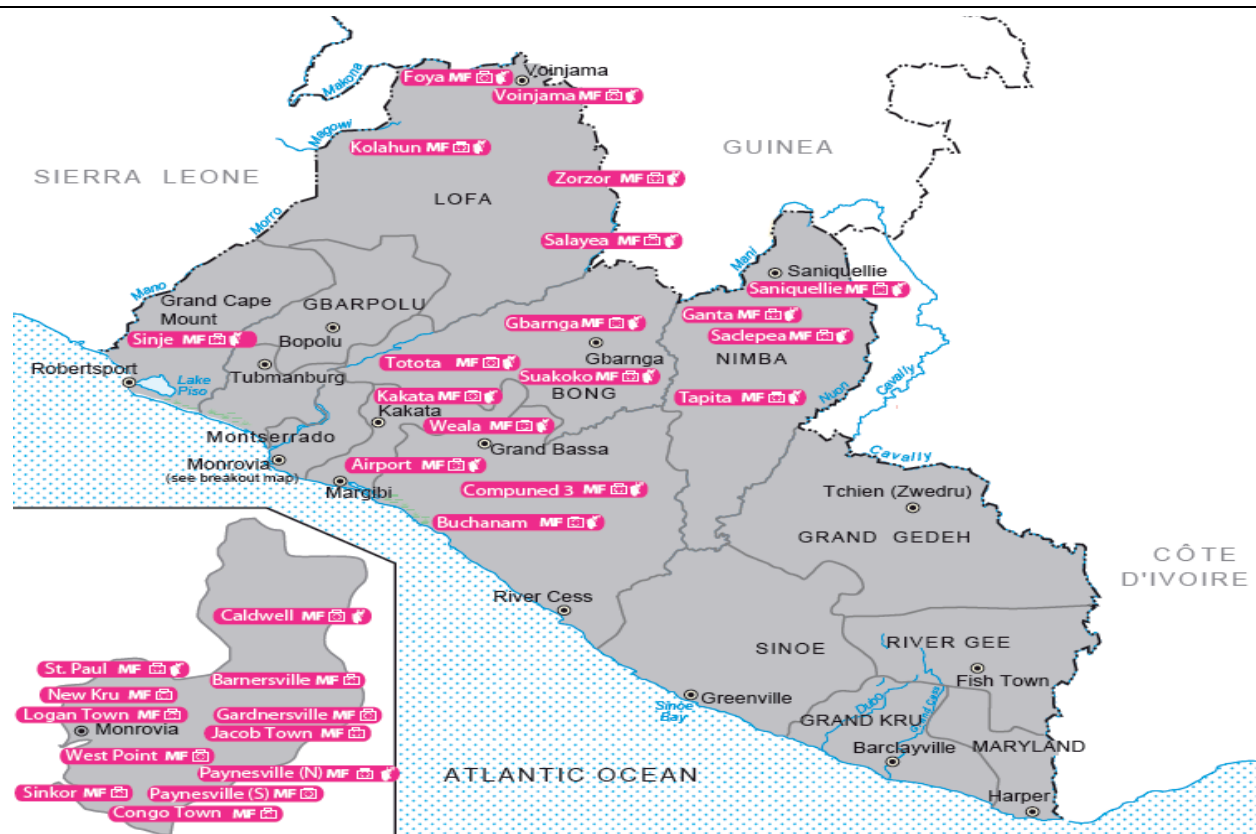 Foya MF
Voinjama
Voinjama MF
Makona
Magowi
Kolahun MF
GUINEA
SIERRA LEONE
Zorzor MF
LOFA
Morro
Salayea MF
Mani
Saniquellie
Saniquellie MF
Mano
Grand Cape
Mount
GBARPOLU
Ganta MF
Gbarnga MF
Sinje MF
Bopolu
Saclepea MF
Gbarnga
NIMBA
Totota MF
Robertsport
Lake
Piso
Tubmanburg
Suakoko MF
BONG
Cavally
Nuon
Kakata MF
Tapita MF
Kakata
Weala MF
Montserrado
Grand Bassa
Cavally
Monrovia
(see breakout map)
Airport MF
Margibi
Compuned 3 MF
Tchien (Zwedru)
Buchanam MF
GRAND GEDEH
CÔTE
D'IVOIRE
River Cess
Caldwell MF
SINOE
RIVER GEE
St. Paul MF
Barnersville MF
Fish Town
New Kru MF
Greenville
Sinoe
Bay
Dubo
Grand Cess
Logan Town MF
Gardnersville MF
GRAND KRU
Monrovia
Jacob Town MF
West Point MF
Barclayville
MARYLAND
Paynesville (N) MF
ATLANTIC OCEAN
Sinkor MF
Paynesville (S) MF
Harper
Congo Town MF